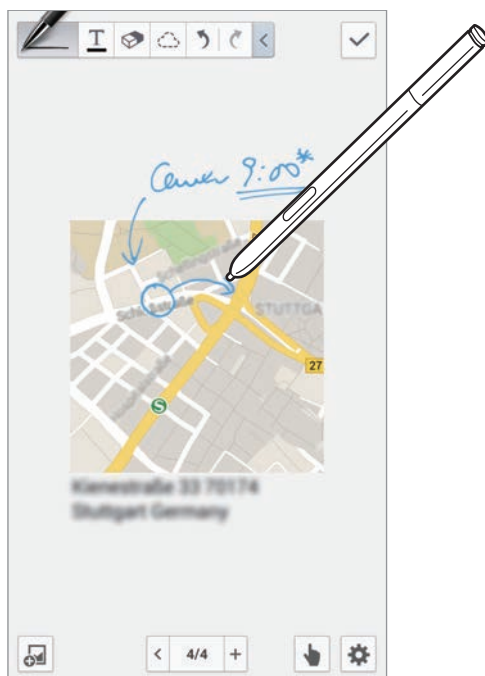 T
9:00*
STUTTGA
27
S
Kienestraße 33 70174
Stuttgart Germany
4/4